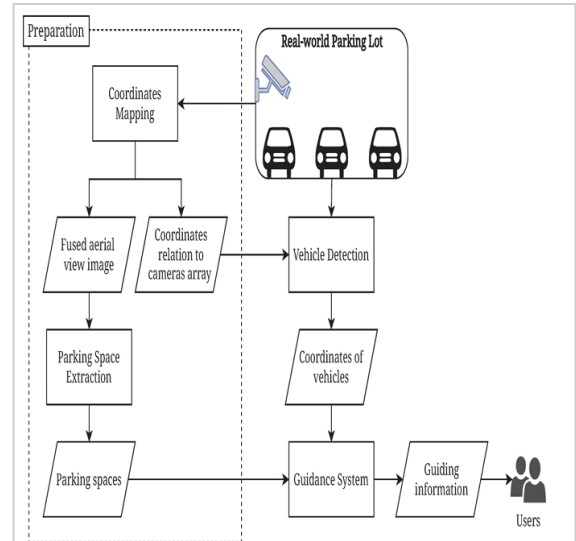 Preparation
Real-world Parking Lot
Coordinates
Mapping
Fused aerial
view image
Coordinates
relation to
cameras array
Vehicle Detection
Parking Space
Extraction
Coordinates of
vehicles
Parking spaces
Guidance System
Guiding
information
Users